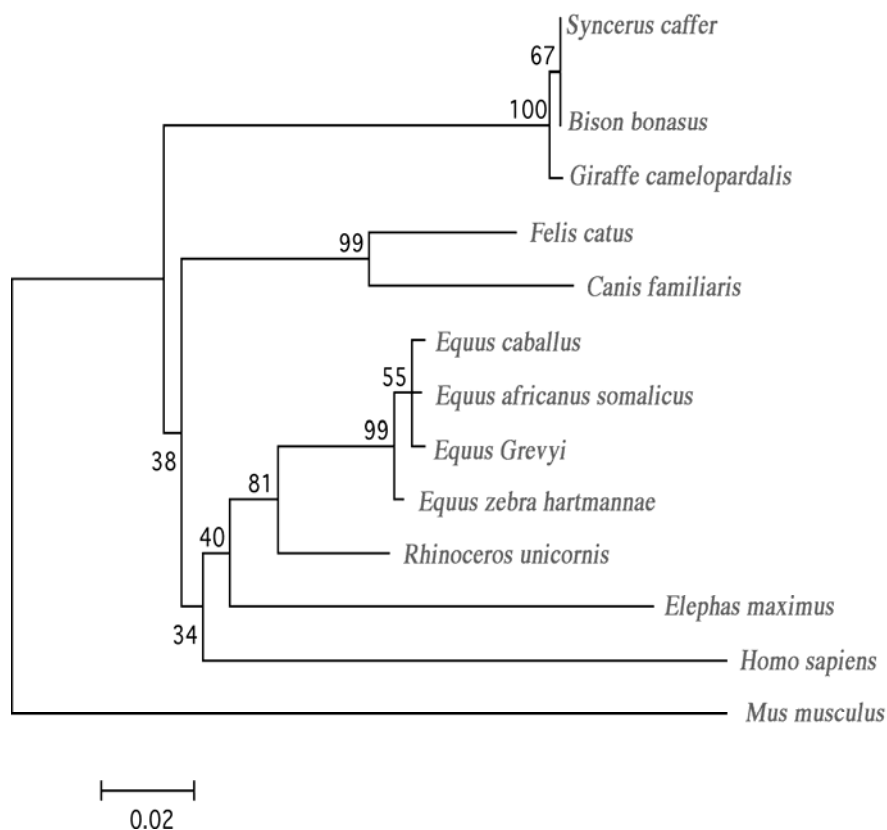 Syncerus caffer
67
100
Bison bonasus
Giraffe camelopardalis
Felis catus
99
Canis familiaris
Equus caballus
55
Equus africanus somalicus
99
Equus Grevyi
38
81
Equus zebra hartmannae
40
Rhinoceros unicornis
Elephas maximus
34
Homo sapiens
Mus musculus
0.02